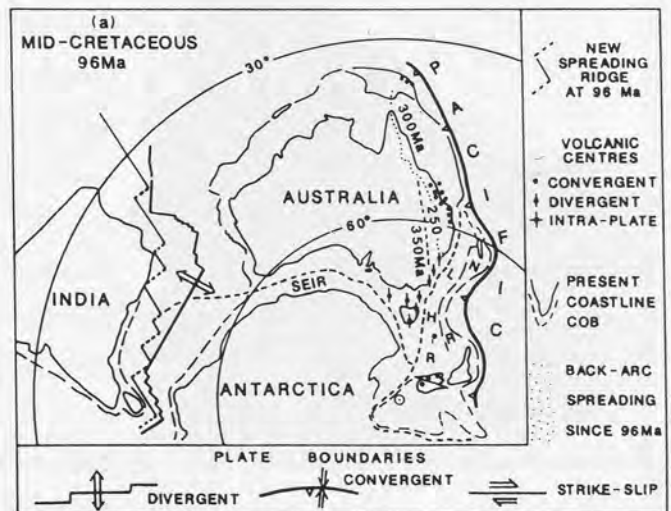 (a)
MID-CRETACEOUS
96Ma
30°
60°
PACIFIC
300Ma
250
350Ma
AUSTRALIA
INDIA
SEIR
ANTARCTICA
N
H
R
R
NEW
SPREADING
RIDGE
AT 96 Ma
VOLCANIC
CENTRES
CONVERGENT
DIVERGENT
INTRA-PLATE
PRESENT
COASTLINE
COB
BACK-ARC
SPREADING
SINCE 96Ma
PLATE BOUNDARIES
DIVERGENT
CONVERGENT
STRIKE-SLIP